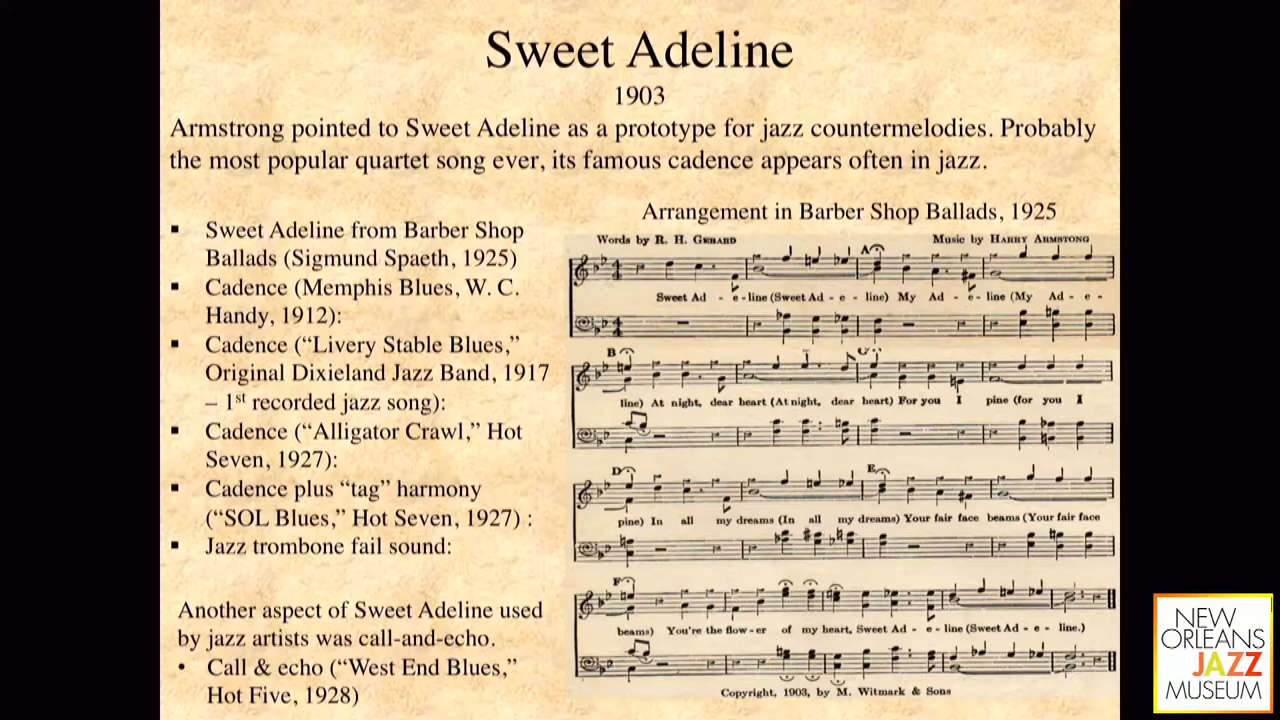 Sweet Adeline
1903
Armstrong pointed to Sweet Adeline as a prototype for jazz countermelodies. Probably
the most popular quartet song ever, its famous cadence appears often in jazz.
▪ Sweet Adeline from Barber Shop
Ballads (Sigmund Spaeth, 1925)
▪ Cadence (Memphis Blues, W. C.
Handy, 1912):
▪ Cadence (“Livery Stable Blues,”
Original Dixieland Jazz Band, 1917
– 1st recorded jazz song):
▪ Cadence (“Alligator Crawl,” Hot
Seven, 1927):
▪ Cadence plus “tag” harmony
(“SOL Blues,” Hot Seven, 1927) :
▪ Jazz trombone fail sound:
Another aspect of Sweet Adeline used
by jazz artists was call-and-echo.
• Call & echo (“West End Blues,”
Hot Five, 1928)
Arrangement in Barber Shop Ballads, 1925
Words by R. H. GERARD
Music by HARRY ARMSTONG
A
Sweet Ad - e - line (Sweet Ad - e - line) My Ad - e - line (My Ad - e -
B
line) At night, dear heart (At night, dear heart) For you I pine (for you I
D E
pine) In all my dreams (In all my dreams) Your fair face beams (Your fair face
F
beams) You're the flow - er of my heart, Sweet Ad - e - line (Sweet Ad - e - line.)
Copyright, 1903, by M. Witmark & Sons
NEW
ORLEANS
JAZZ
MUSEUM